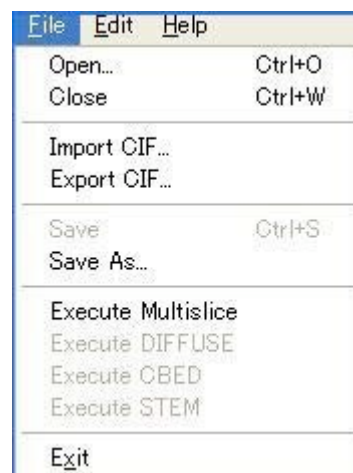 File Edit Help
Open... Ctrl+O
Close Ctrl+W
Import CIF...
Export CIF...
Save Ctrl+S
Save As...
Execute Multislice
Execute DIFFUSE
Execute CBED
Execute STEM
Exit